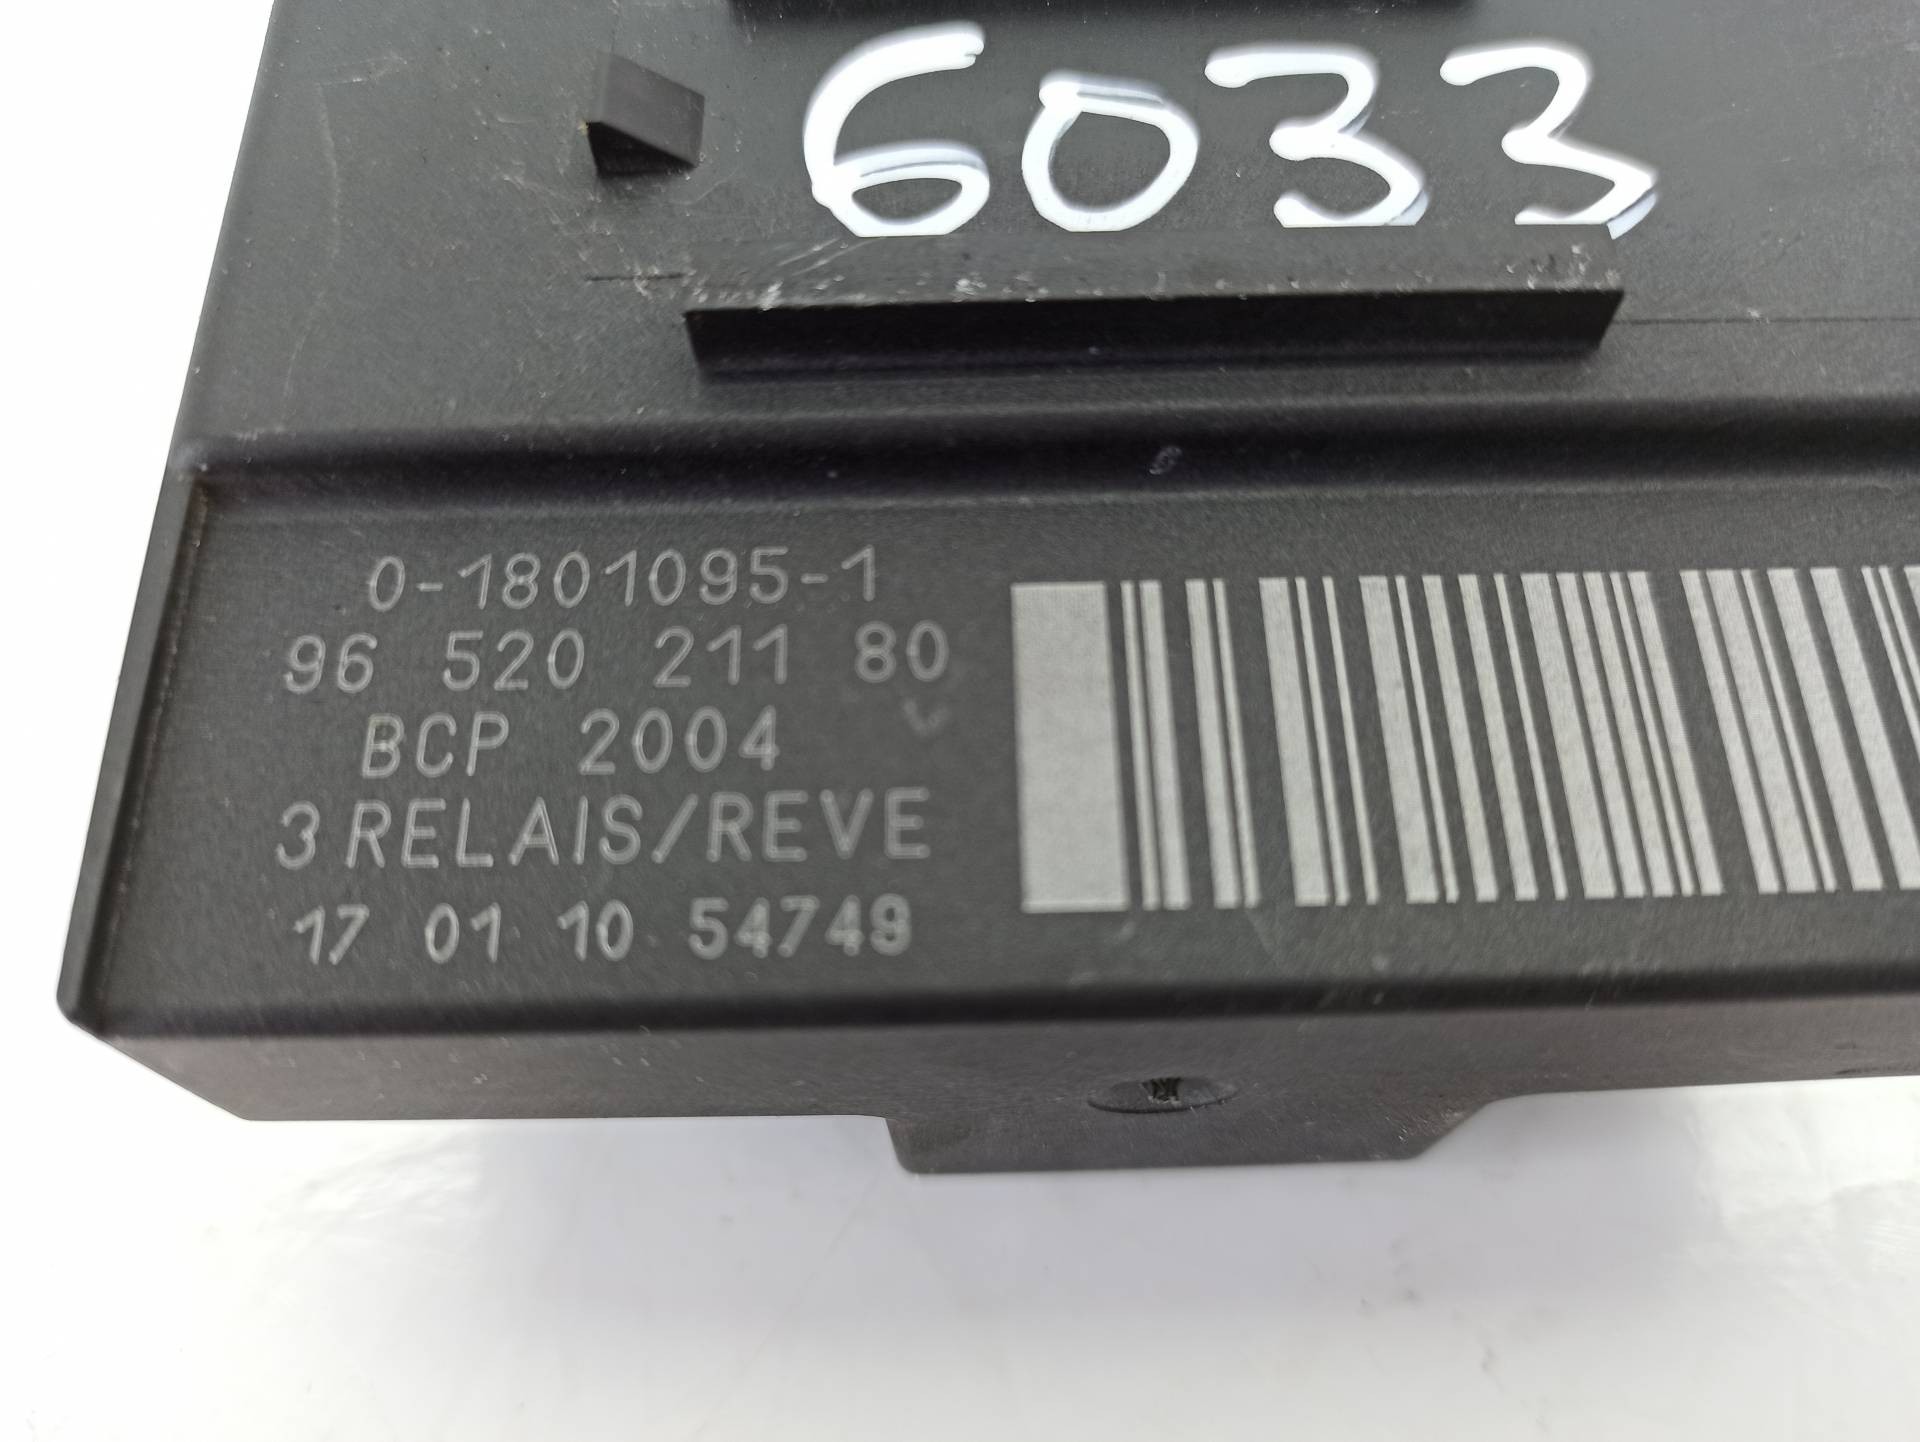 6033
0-1801095-1
96 520 211 80
BCP 2004
3 RELAIS/REVE
17 01 10 54749